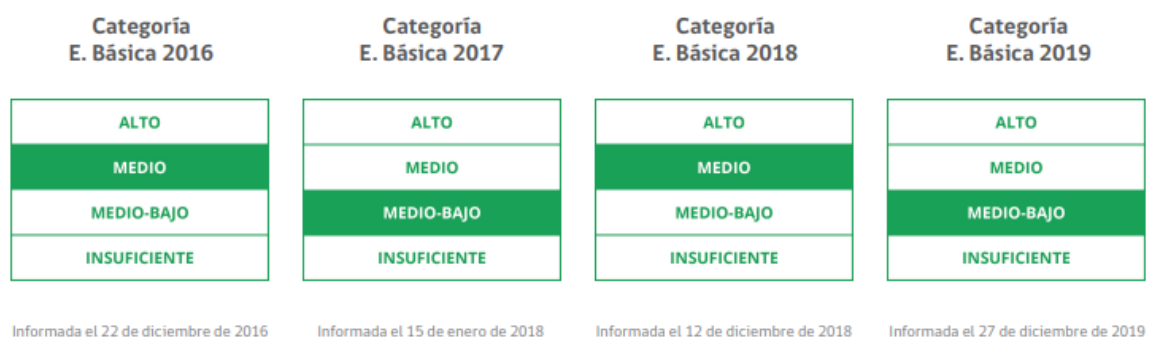 Categoría
E. Básica 2016
ALTO
MEDIO
MEDIO-BAJO
INSUFICIENTE
Informada el 22 de diciembre de 2016
Categoría
E. Básica 2017
ALTO
MEDIO
MEDIO-BAJO
INSUFICIENTE
Informada el 15 de enero de 2018
Categoría
E. Básica 2018
ALTO
MEDIO
MEDIO-BAJO
INSUFICIENTE
Informada el 12 de diciembre de 2018
Categoría
E. Básica 2019
ALTO
MEDIO
MEDIO-BAJO
INSUFICIENTE
Informada el 27 de diciembre de 2019